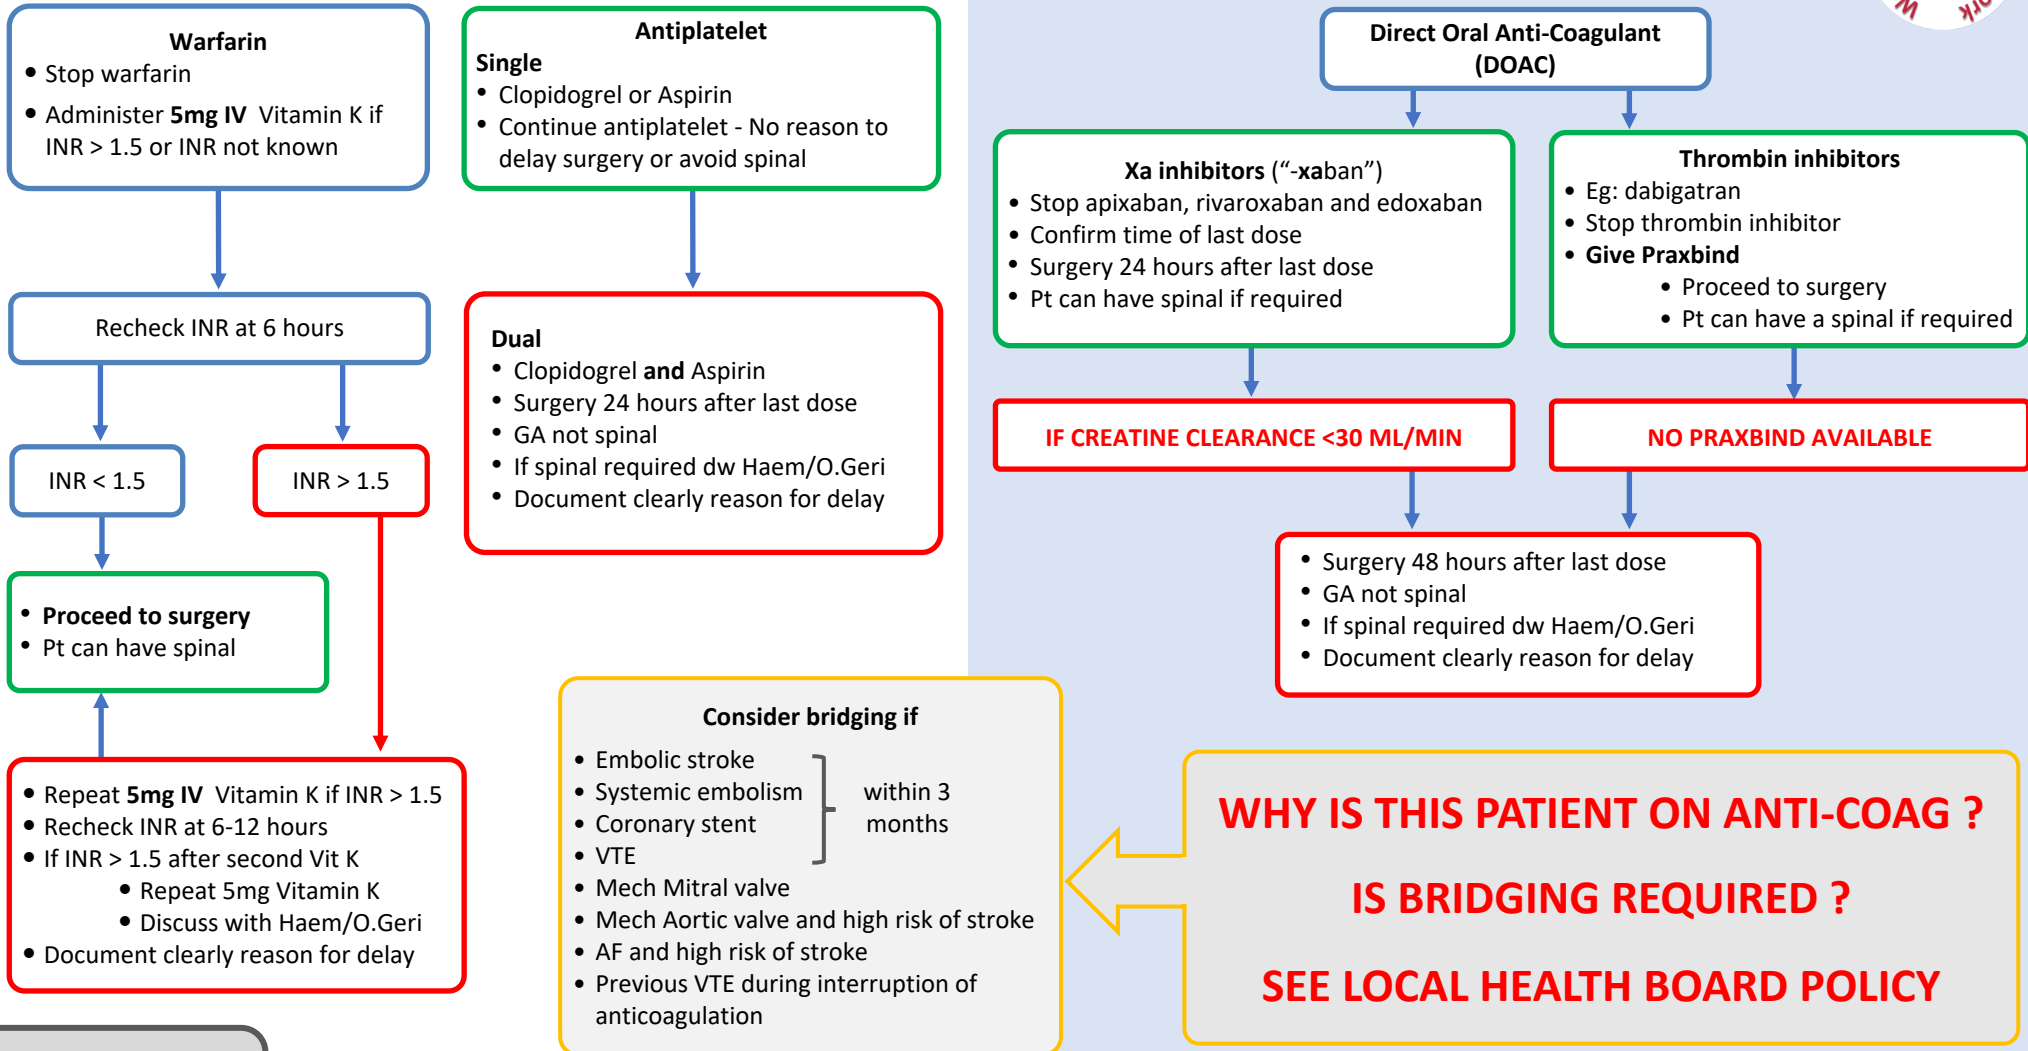 Warfarin
• Stop warfarin
• Administer 5mg IV Vitamin K if
INR > 1.5 or INR not known
Recheck INR at 6 hours
INR < 1.5
INR > 1.5
• Proceed to surgery
• Pt can have spinal
• Repeat 5mg IV Vitamin K if INR > 1.5
• Recheck INR at 6-12 hours
• If INR > 1.5 after second Vit K
• Repeat 5mg Vitamin K
• Discuss with Haem/O.Geri
• Document clearly reason for delay
Antiplatelet
Single
• Clopidogrel or Aspirin
• Continue antiplatelet - No reason to
delay surgery or avoid spinal
Dual
• Clopidogrel and Aspirin
• Surgery 24 hours after last dose
• GA not spinal
• If spinal required dw Haem/O.Geri
• Document clearly reason for delay
Direct Oral Anti-Coagulant
(DOAC)
Xa inhibitors (“-xaban”)
• Stop apixaban, rivaroxaban and edoxaban
• Confirm time of last dose
• Surgery 24 hours after last dose
• Pt can have spinal if required
Thrombin inhibitors
• Eg: dabigatran
• Stop thrombin inhibitor
• Give Praxbind
• Proceed to surgery
• Pt can have a spinal if required
IF CREATINE CLEARANCE <30 ML/MIN
NO PRAXBIND AVAILABLE
• Surgery 48 hours after last dose
• GA not spinal
• If spinal required dw Haem/O.Geri
• Document clearly reason for delay
Consider bridging if
• Embolic stroke
• Systemic embolism
• Coronary stent
• VTE
within 3
months
• Mech Mitral valve
• Mech Aortic valve and high risk of stroke
• AF and high risk of stroke
• Previous VTE during interruption of
anticoagulation
WHY IS THIS PATIENT ON ANTI-COAG ?
IS BRIDGING REQUIRED ?
SEE LOCAL HEALTH BOARD POLICY